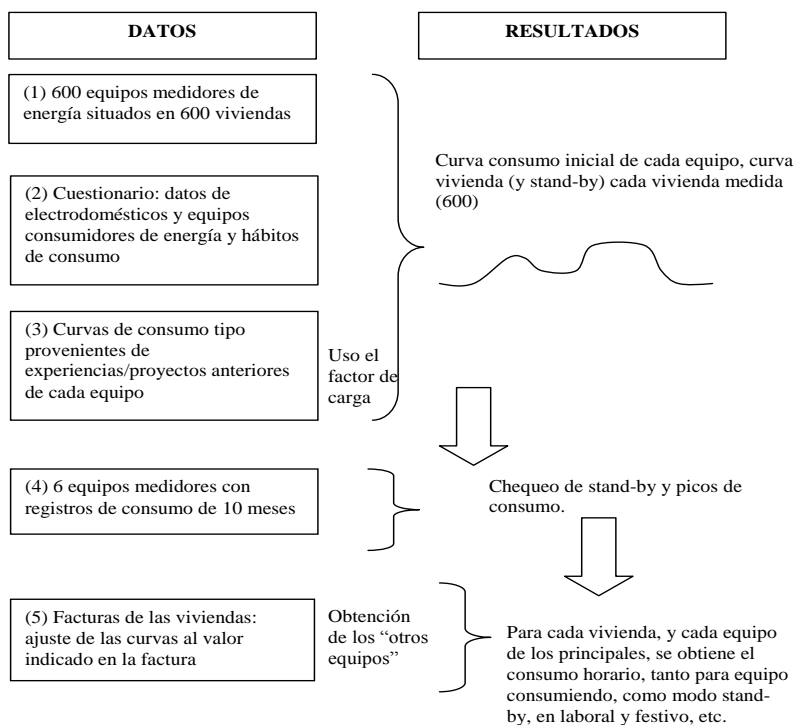 DATOS
RESULTADOS
(1) 600 equipos medidores de
energía situados en 600 viviendas
(2) Cuestionario: datos de
electrodomésticos y equipos
consumidores de energía y hábitos
de consumo
Curva consumo inicial de cada equipo, curva
vivienda (y stand-by) cada vivienda medida
(600)
(3) Curvas de consumo tipo
provenientes de
experiencias/proyectos anteriores
de cada equipo
Uso el
factor de
carga
(4) 6 equipos medidores con
registros de consumo de 10 meses
Chequeo de stand-by y picos de
consumo.
(5) Facturas de las viviendas:
ajuste de las curvas al valor
indicado en la factura
Obtención
de los “otros
equipos”
Para cada vivienda, y cada equipo
de los principales, se obtiene el
consumo horario, tanto para equipo
consumiendo, como modo stand-
by, en laboral y festivo, etc.